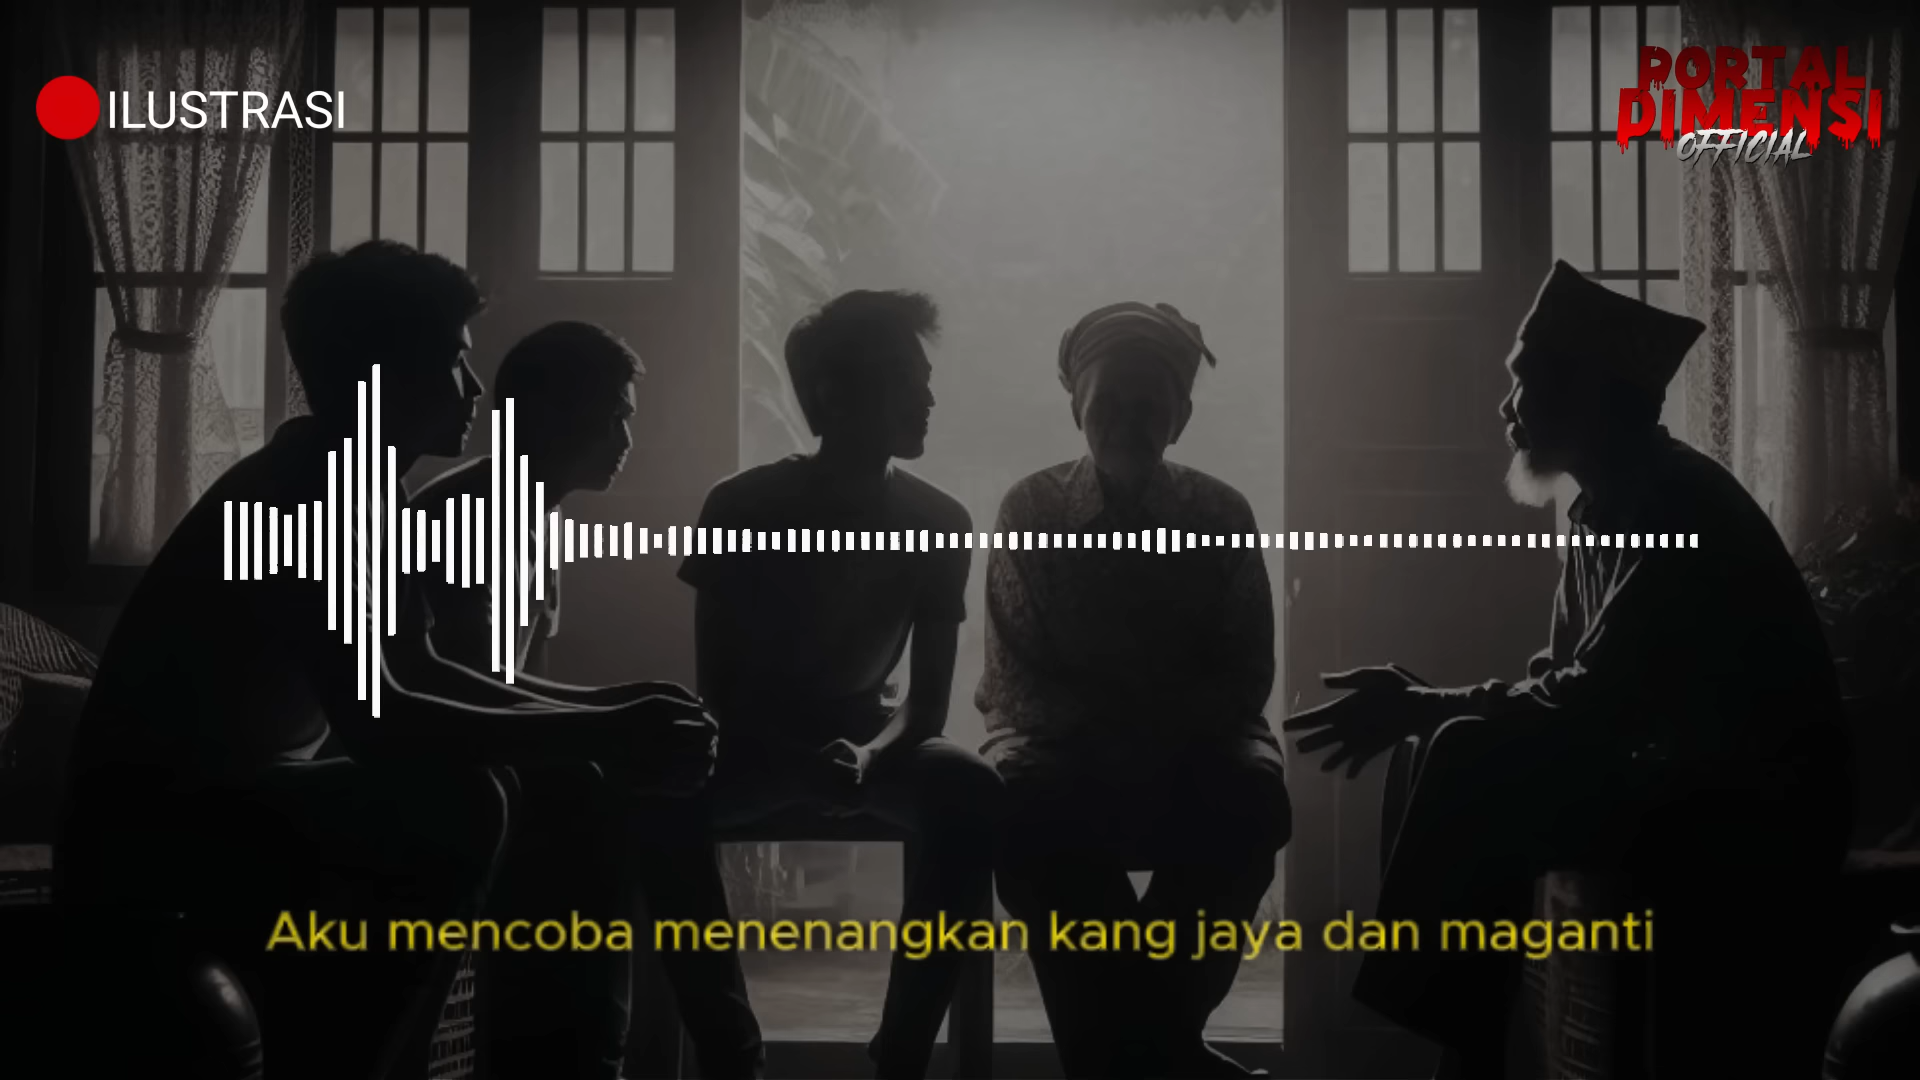 ILUSTRASI
PORTAL
DIMENSI
OFFICIAL
Aku mencoba menenangkan kang jaya dan maganti